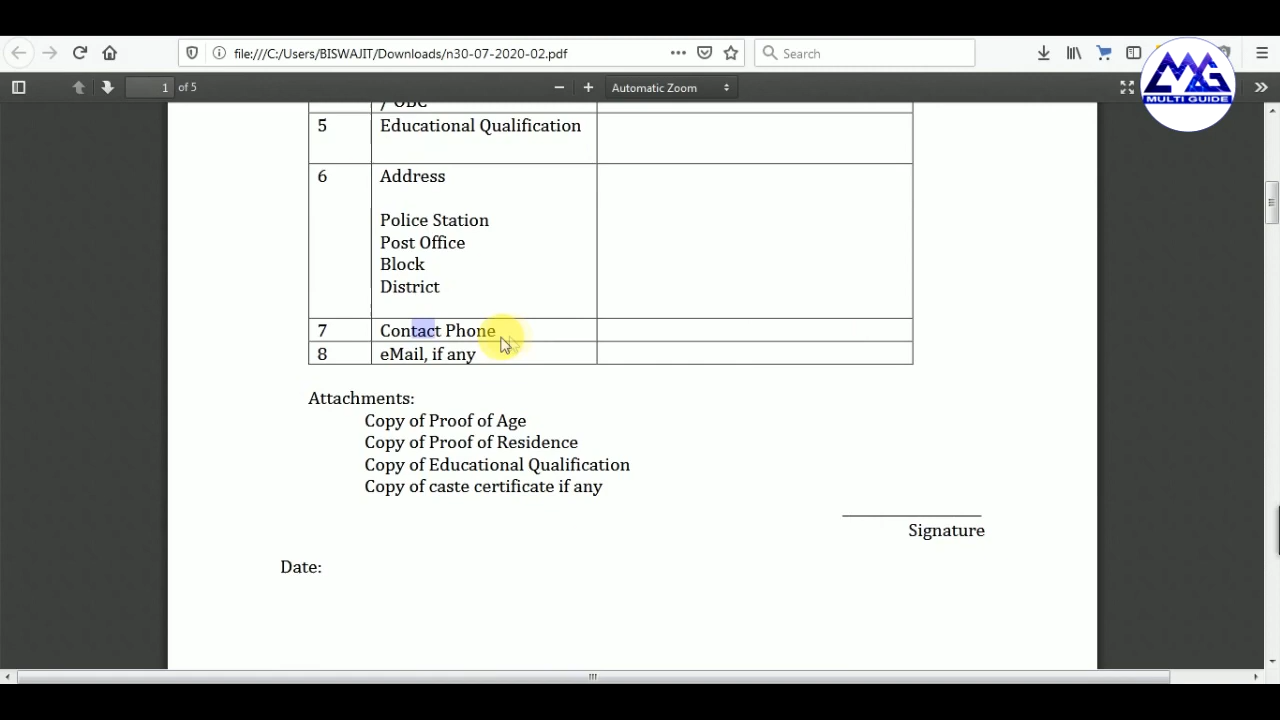 file:///C:/Users/BISWAJIT/Downloads/n30-07-2020-02.pdf
Search
1 of 5
Automatic Zoom
MULTI GUIDE
/ OBC
5 Educational Qualification
6 Address
Police Station
Post Office
Block
District
7 Contact Phone
8 eMail, if any
Attachments:
Copy of Proof of Age
Copy of Proof of Residence
Copy of Educational Qualification
Copy of caste certificate if any
Signature
Date: